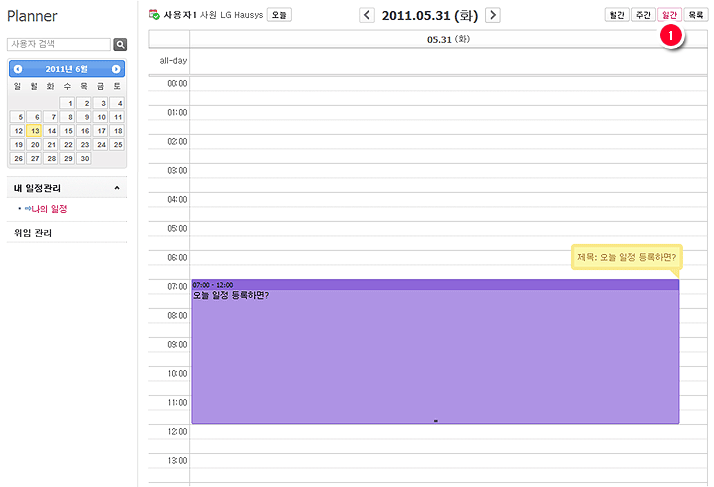 Planner
사용자 검색
2011년 6월
일 월 화 수 목 금 토
1 2 3 4
5 6 7 8 9 10 11
12 13 14 15 16 17 18
19 20 21 22 23 24 25
26 27 28 29 30
내 일정관리
⇨나의 일정
위임 관리
사용자1 사원 LG Hausys 오늘
2011.05.31 (화)
월간 주간 일간 목록
1
05.31 (화)
all-day
00:00
01:00
02:00
03:00
04:00
05:00
06:00
제목: 오늘 일정 등록하면?
07:00
07:00 - 12:00
오늘 일정 등록하면?
08:00
09:00
10:00
11:00
12:00
13:00